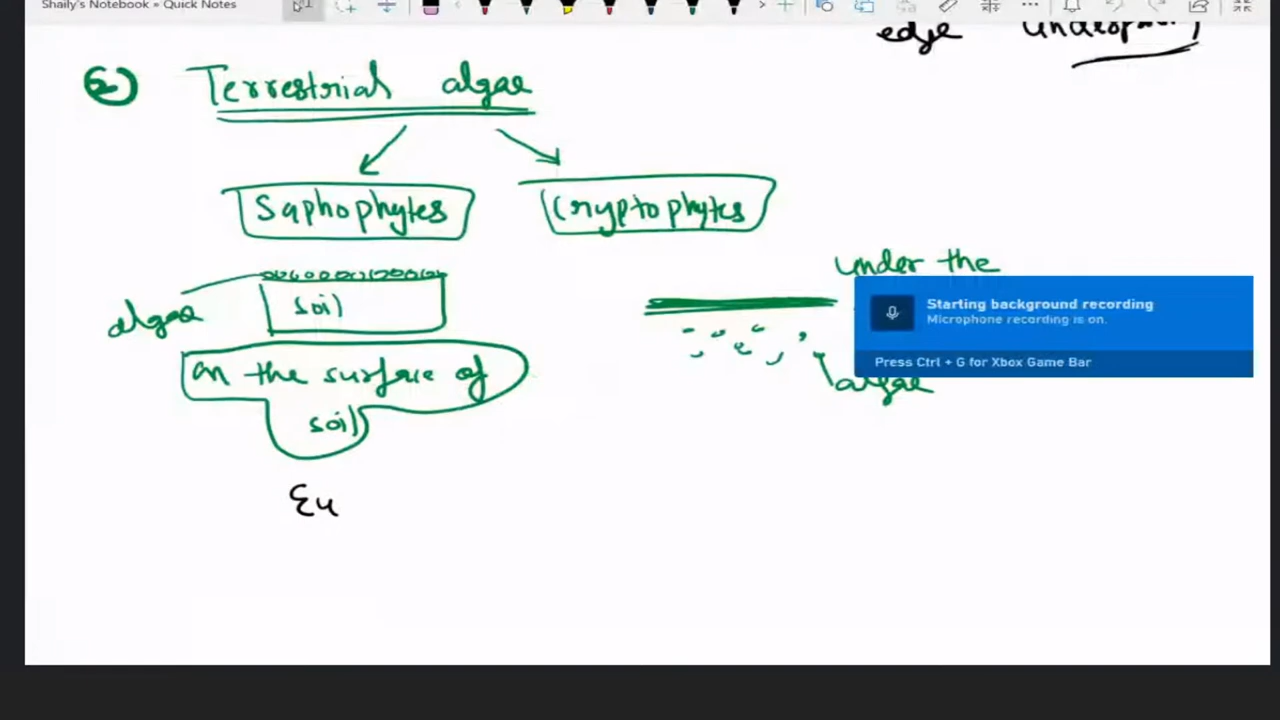 Shaily's Notebook » Quick Notes
edge
2) Terrestrial algae
Saphophytes
Cryptophytes
under the
algae
soil
Starting background recording
Microphone recording is on.
Press Ctrl + G for Xbox Game Bar
algae
on the surface of
soil
Eu